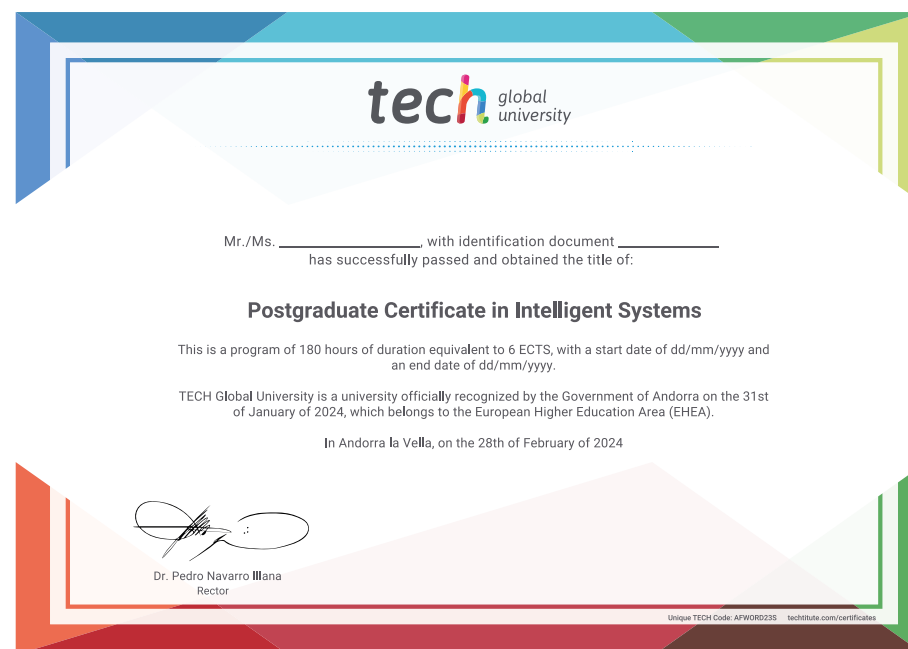 tech global university
Mr./Ms. ____________________, with identification document ______________
has successfully passed and obtained the title of:
Postgraduate Certificate in Intelligent Systems
This is a program of 180 hours of duration equivalent to 6 ECTS, with a start date of dd/mm/yyyy and
an end date of dd/mm/yyyy.
TECH Global University is a university officially recognized by the Government of Andorra on the 31st
of January of 2024, which belongs to the European Higher Education Area (EHEA).
In Andorra la Vella, on the 28th of February of 2024
Dr. Pedro Navarro Illana
Rector
Unique TECH Code: AFWORD23S techtitute.com/certificates